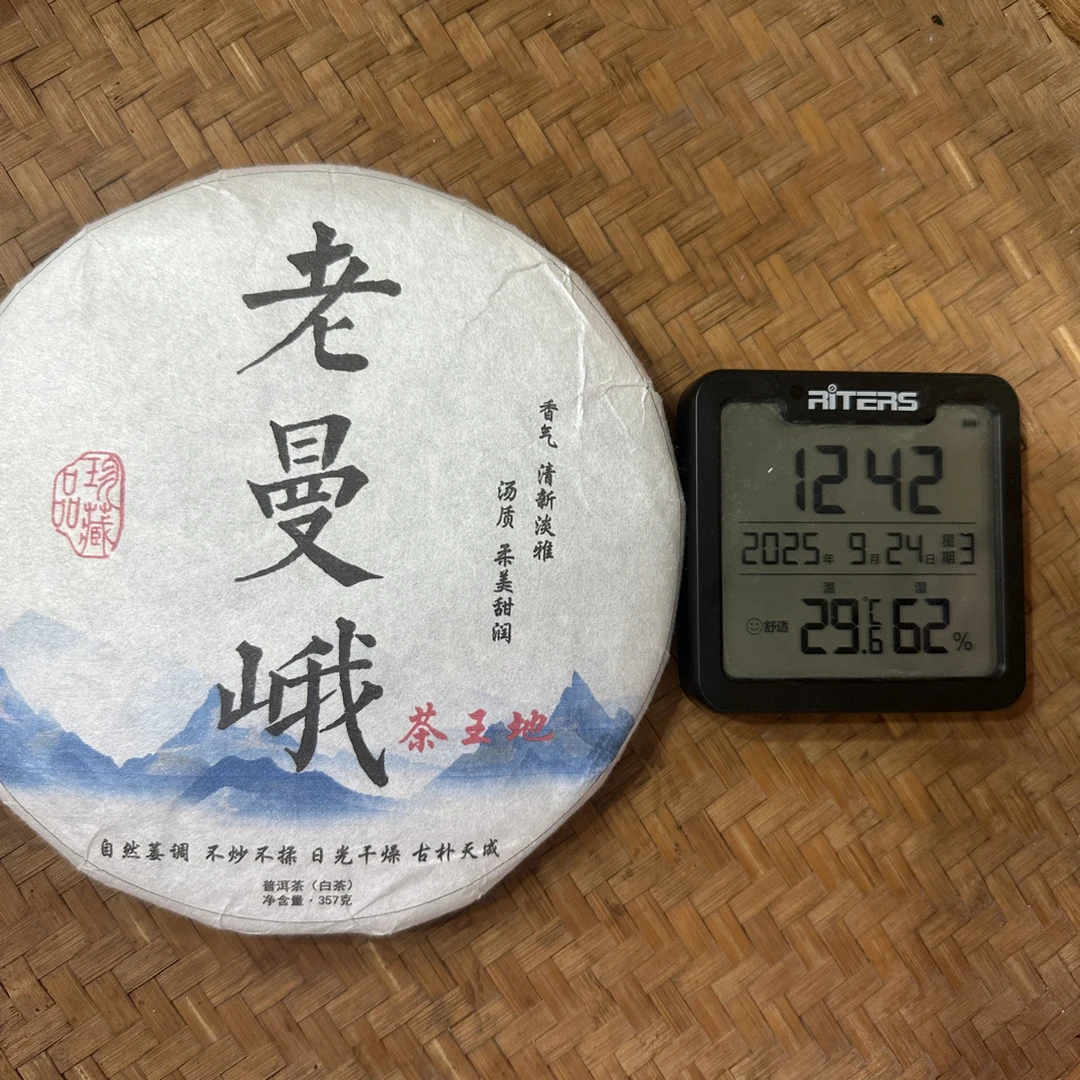 老曼峨
茶王地
香气 清新淡雅
汤质 柔美甜润
珍藏品
自然萎调 不炒不揉 日光干燥 古朴天成
普洱茶（白茶）
净含量·357克
RITERS
12 42
2025年 9月24日 星期3
温 湿
舒适 29.6℃ 62%